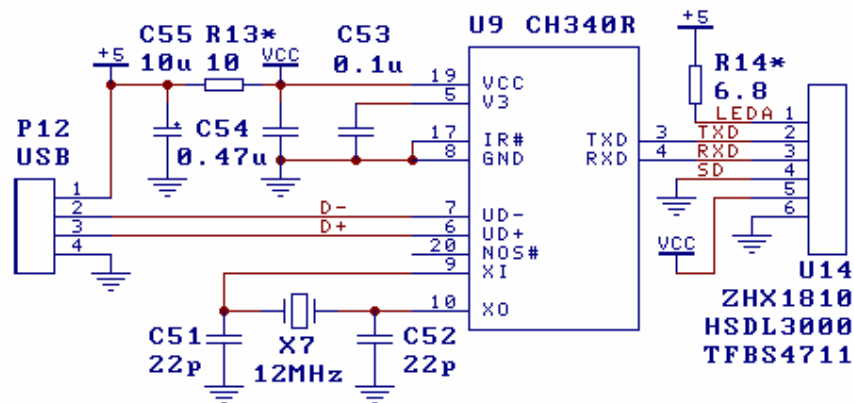 C55 R13* C53 U9 CH340R +5
+5 10u 10 VCC 0.1u R14*
6.8
19 VCC
5 V3
LEDA 1
P12 C54 17 IR# TXD 3 TXD 2
USB 0.47u 8 GND RXD 4 RXD 3
SD 4
1 5
2 D- 7 UD- 6
3 D+ 6 UD+
4 20 NOS# VCC
9 XI
U14
10 XO ZHX1810
C51 X7 C52 HSDL3000
22p 12MHz 22p TFBS4711